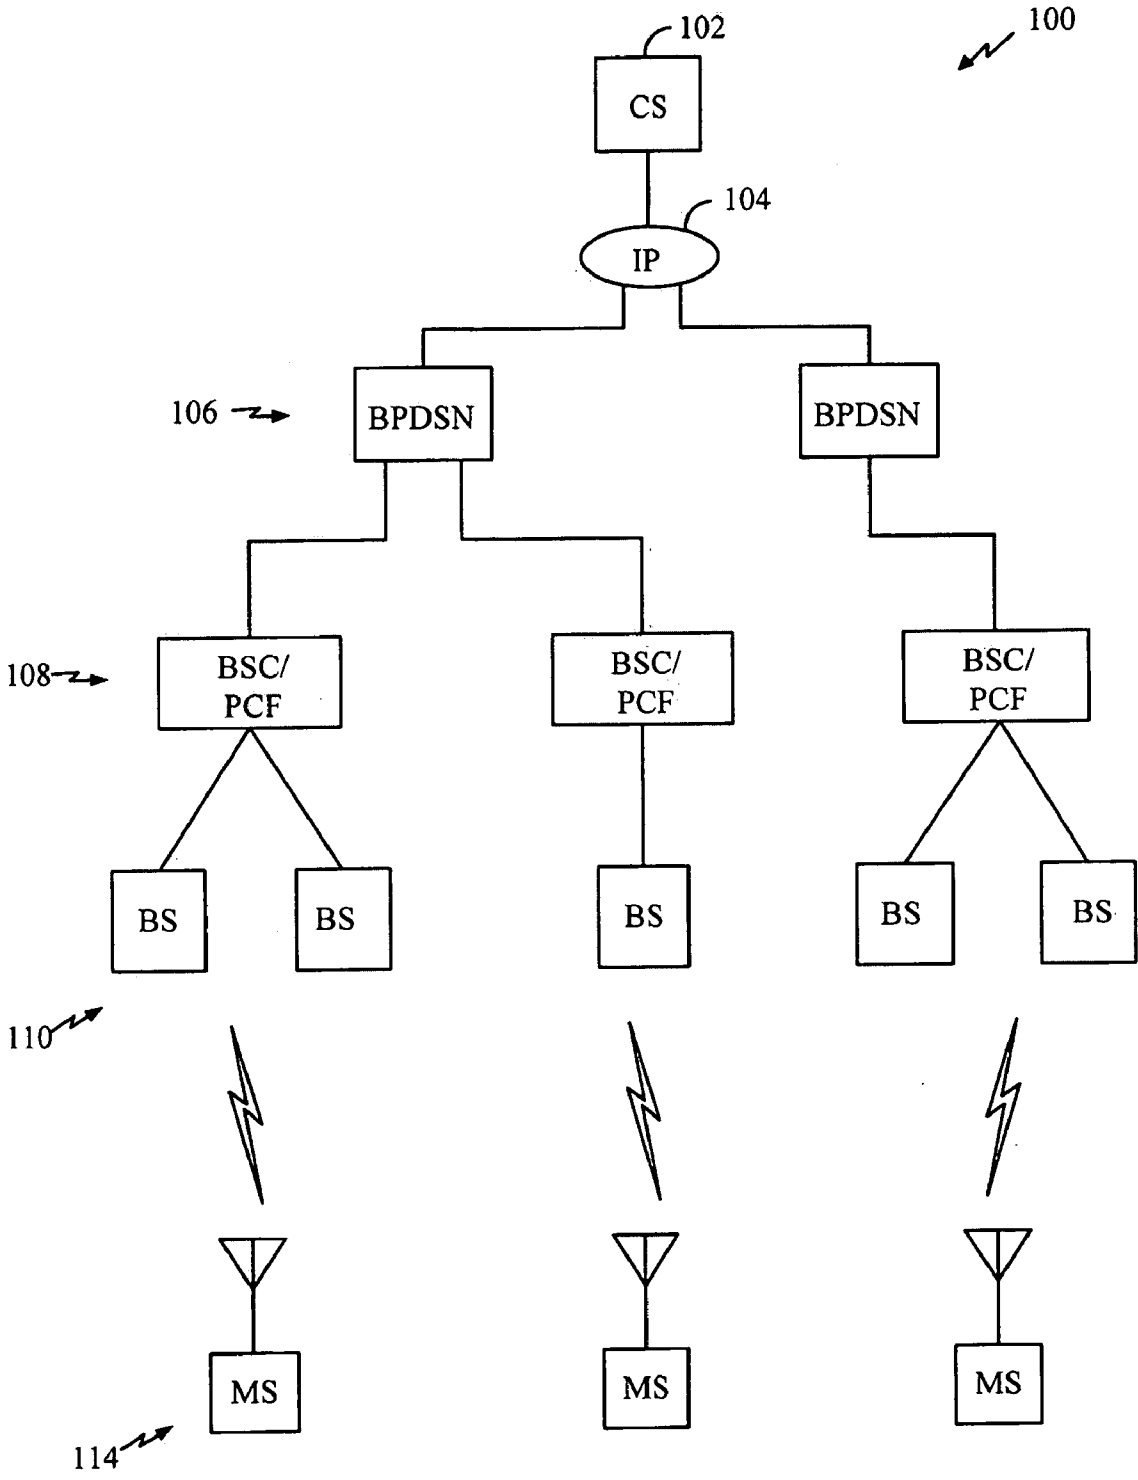 102
100
CS
104
IP
106
BPDSN
BPDSN
108
BSC/
PCF
BSC/
PCF
BSC/
PCF
BS
BS
BS
BS
BS
110
MS
MS
MS
114